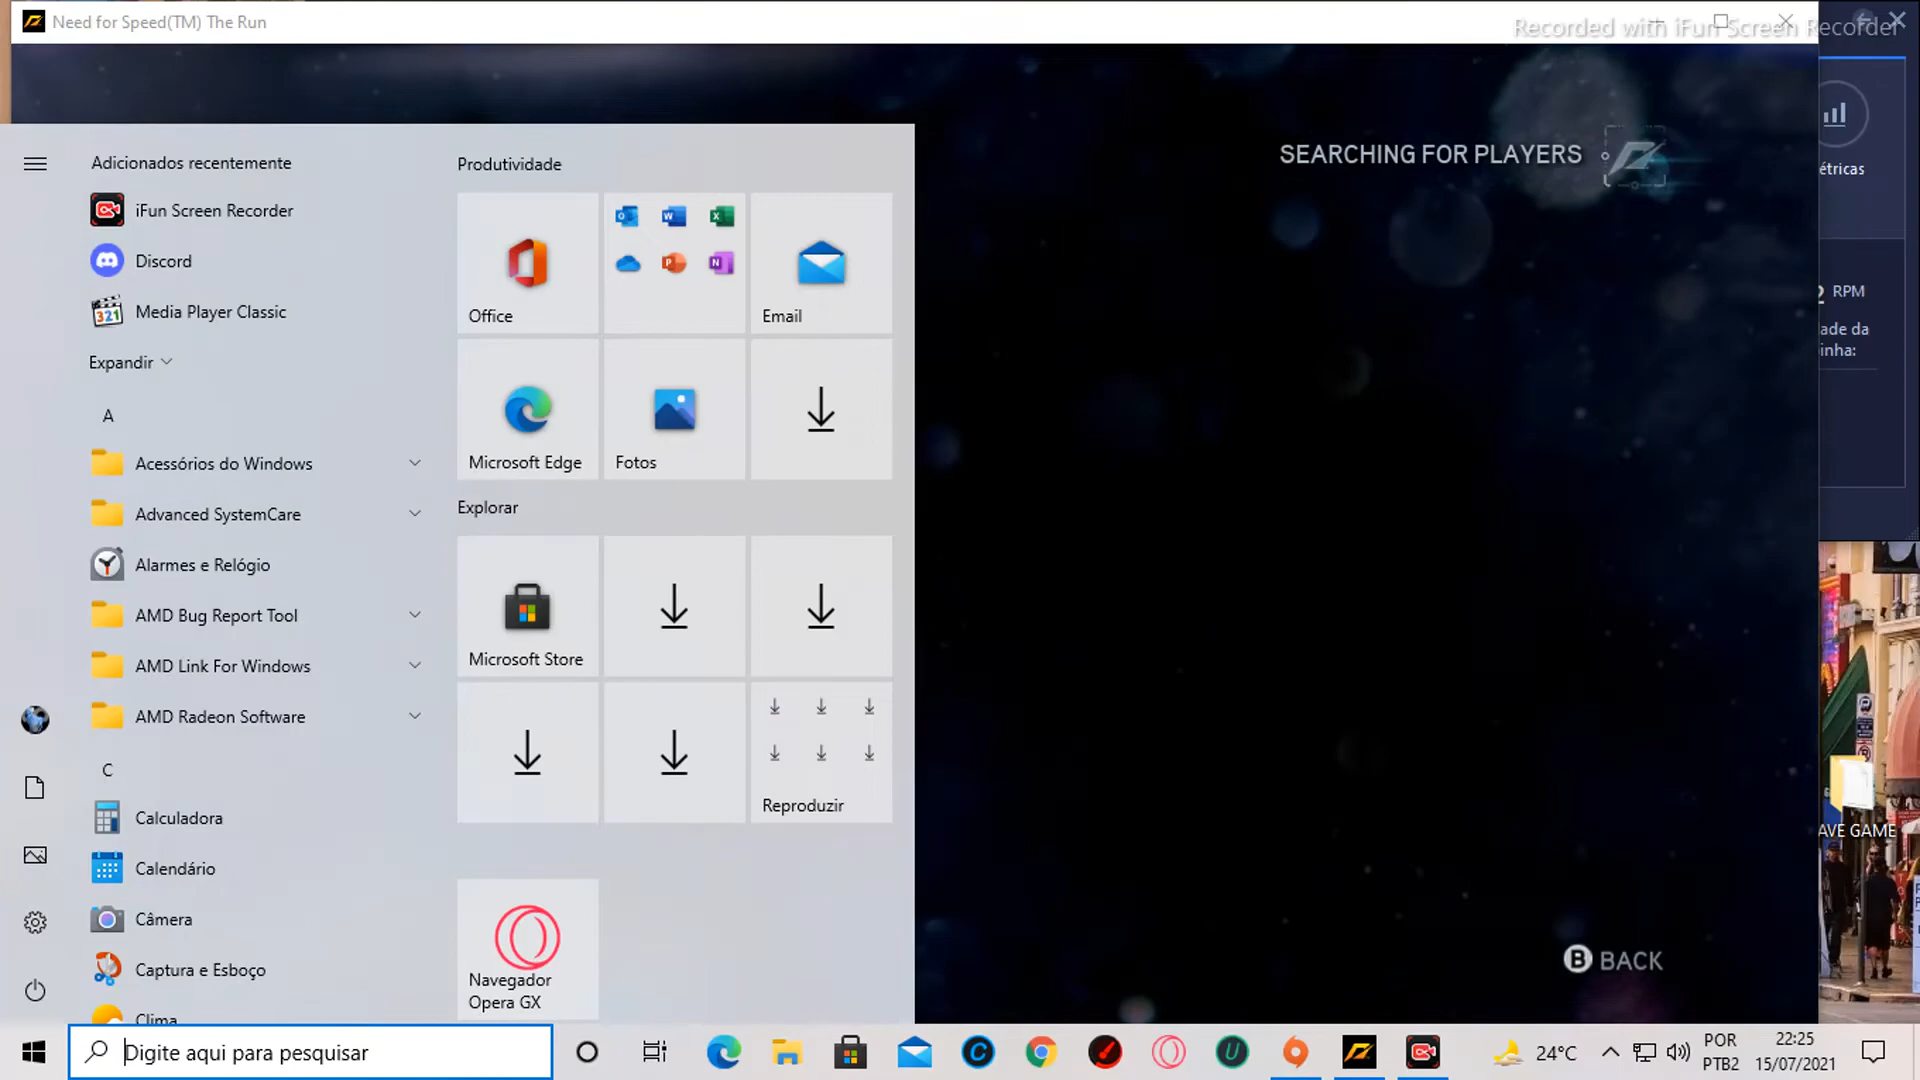 Need for Speed(TM) The Run
Recorded with iFun Screen Recorder
SEARCHING FOR PLAYERS
étricas
RPM
ade da
inha:
AVE GAME
B BACK
Adicionados recentemente
iFun Screen Recorder
Discord
Media Player Classic
Expandir
A
Acessórios do Windows
Advanced SystemCare
Alarmes e Relógio
AMD Bug Report Tool
AMD Link For Windows
AMD Radeon Software
C
Calculadora
Calendário
Câmera
Captura e Esboço
Clima
Produtividade
Office
Email
Microsoft Edge
Fotos
Explorar
Microsoft Store
Reproduzir
Navegador
Opera GX
Digite aqui para pesquisar
24°C
POR
PTB2
22:25
15/07/2021